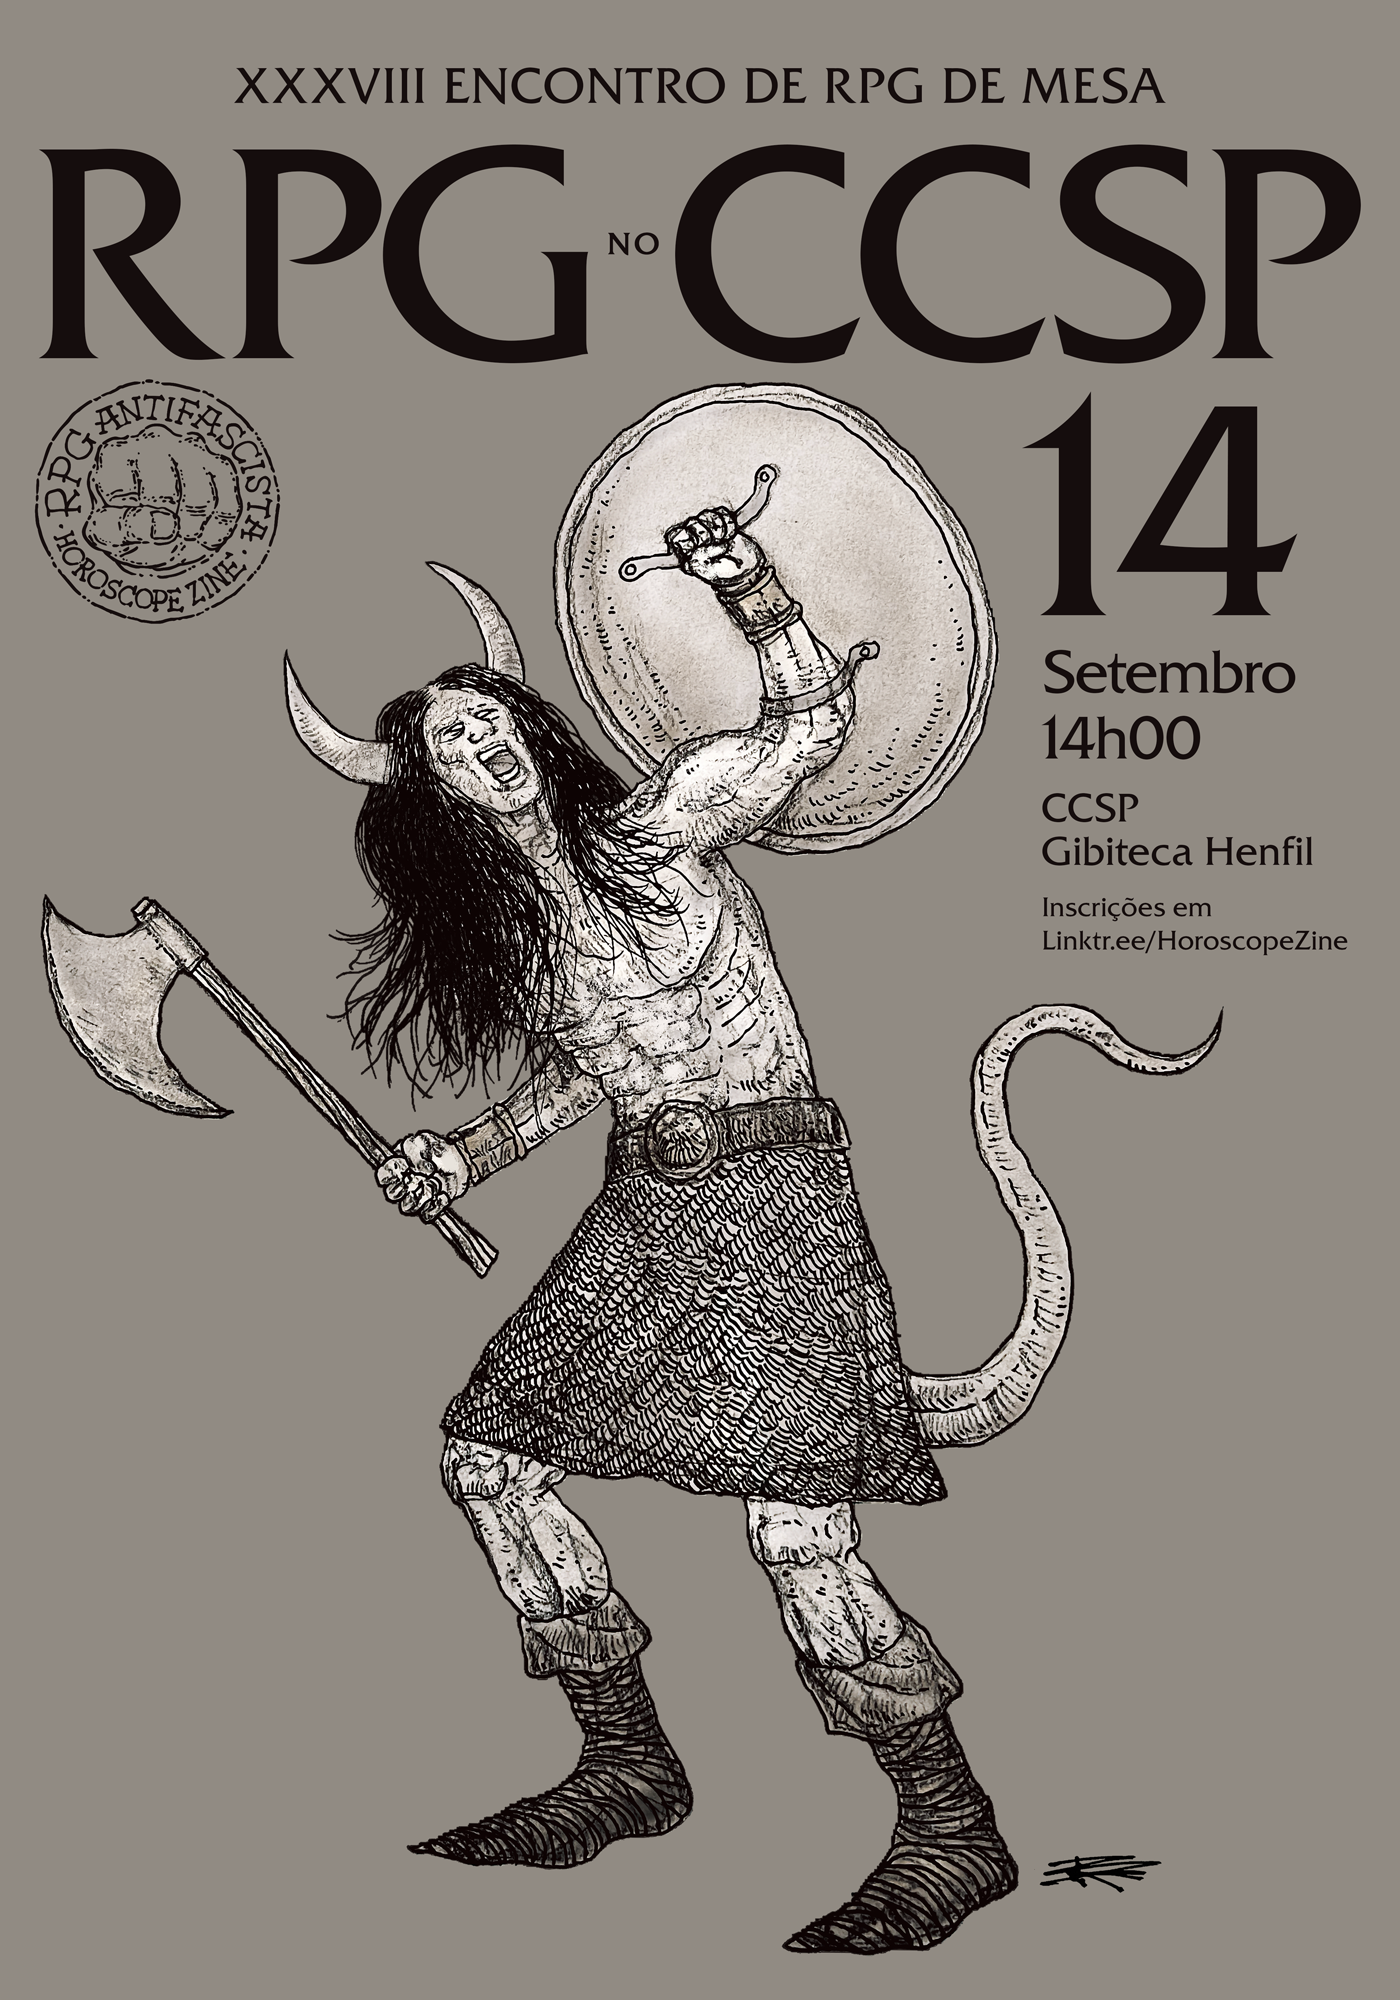 XXXVIII ENCONTRO DE RPG DE MESA
RPG NO CCSP
RPG ANTIFASCISTA
HOROSCOPE ZINE
14
Setembro
14h00
CCSP
Gibiteca Henfil
Inscrições em
Linktr.ee/HoroscopeZine